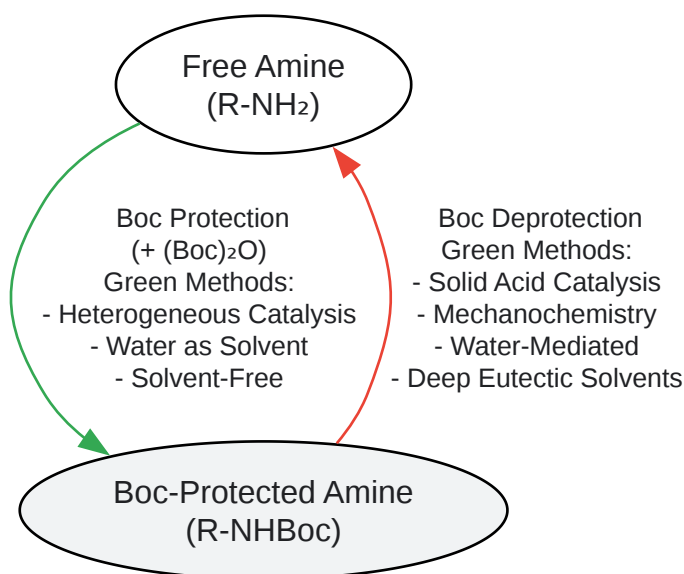 Free Amine
(R-NH₂)
Boc Protection
(+ (Boc)₂O)
Green Methods:
- Heterogeneous Catalysis
- Water as Solvent
- Solvent-Free
Boc Deprotection
Green Methods:
- Solid Acid Catalysis
- Mechanochemistry
- Water-Mediated
- Deep Eutectic Solvents
Boc-Protected Amine
(R-NHBoc)